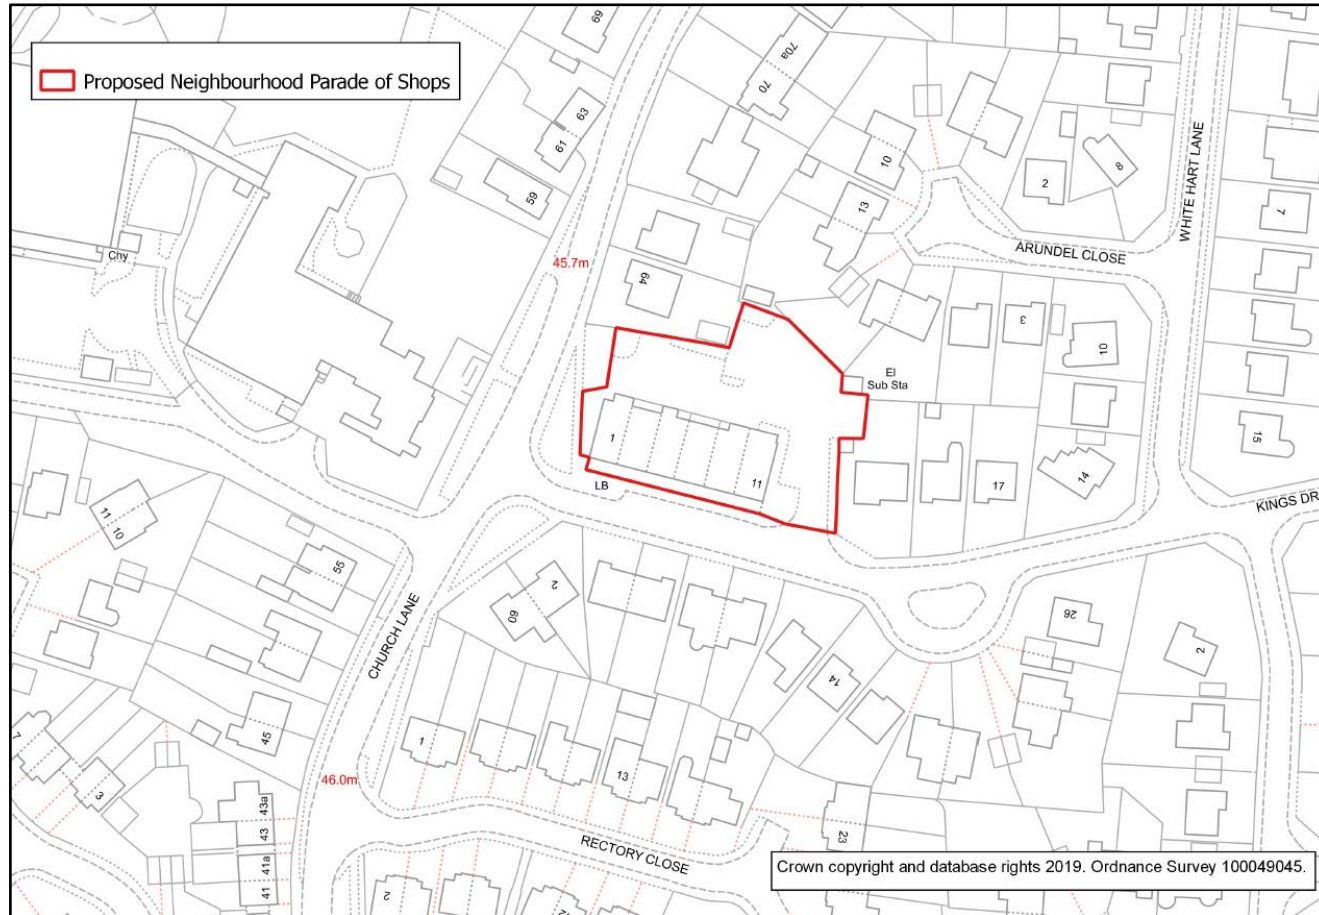 Proposed Neighbourhood Parade of Shops
69
70a
70
63
61
59
10
13
2
8
WHITE HART LANE
7
ARUNDEL CLOSE
Chy
45.7m
64
3
10
El
Sub Sta
1
11
LB
17
14
15
KINGS DR
11
10
55
CHURCH LANE
2
60
14
26
2
1
13
45
7
3
46.0m
43a
43
41a
41
RECTORY CLOSE
23
2
Crown copyright and database rights 2019. Ordnance Survey 100049045.